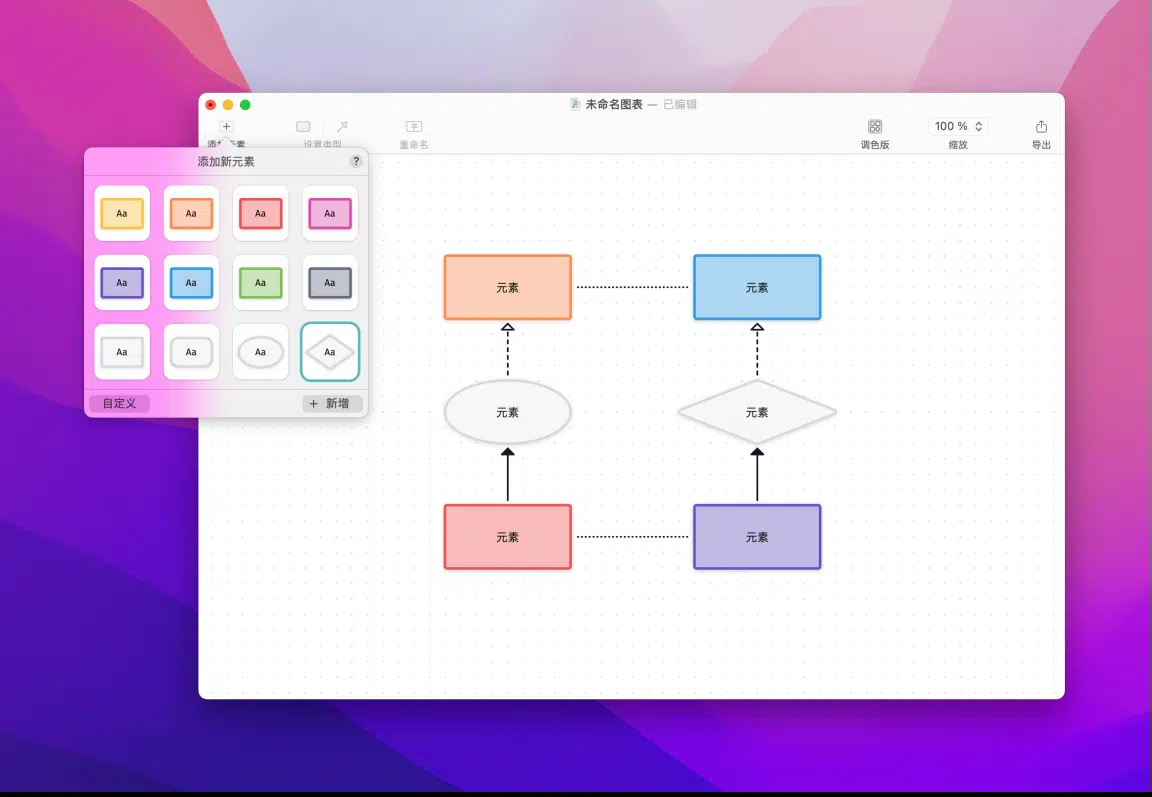 未命名图表 — 已编辑
添加元素
设置类型
重命名
调色版
100 %
缩放
导出
添加新元素
?
Aa Aa Aa Aa
Aa Aa Aa Aa
Aa Aa Aa Aa
自定义
+ 新增
元素 元素
元素 元素
元素 元素